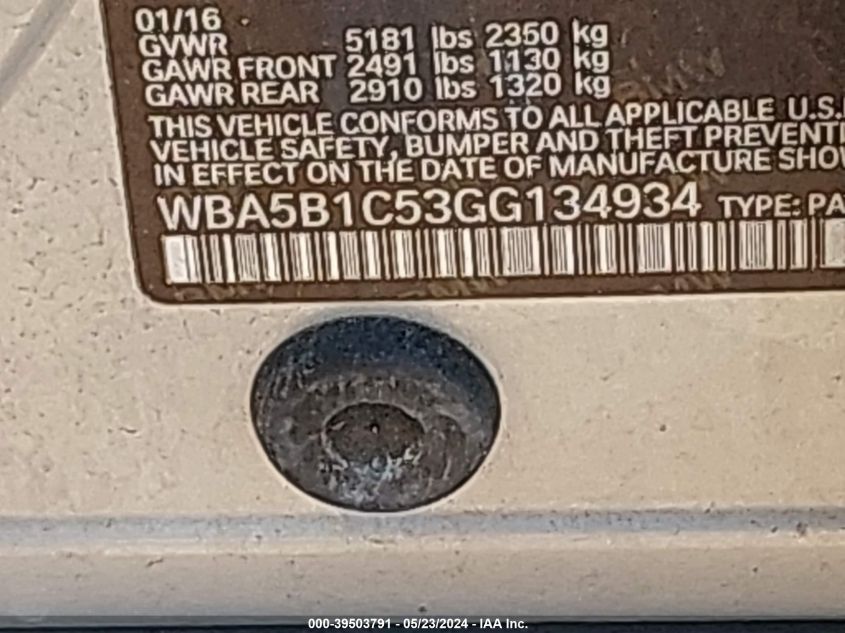 01/16
GVWR 5181 lbs 2350 kg
GAWR FRONT 2491 lbs 1130 kg
GAWR REAR 2910 lbs 1320 kg
THIS VEHICLE CONFORMS TO ALL APPLICABLE U.S.
VEHICLE SAFETY, BUMPER AND THEFT PREVENTI
IN EFFECT ON THE DATE OF MANUFACTURE SHO
WBA5B1C53GG134934 TYPE: PA
000-39503791 - 05/23/2024 - IAA Inc.